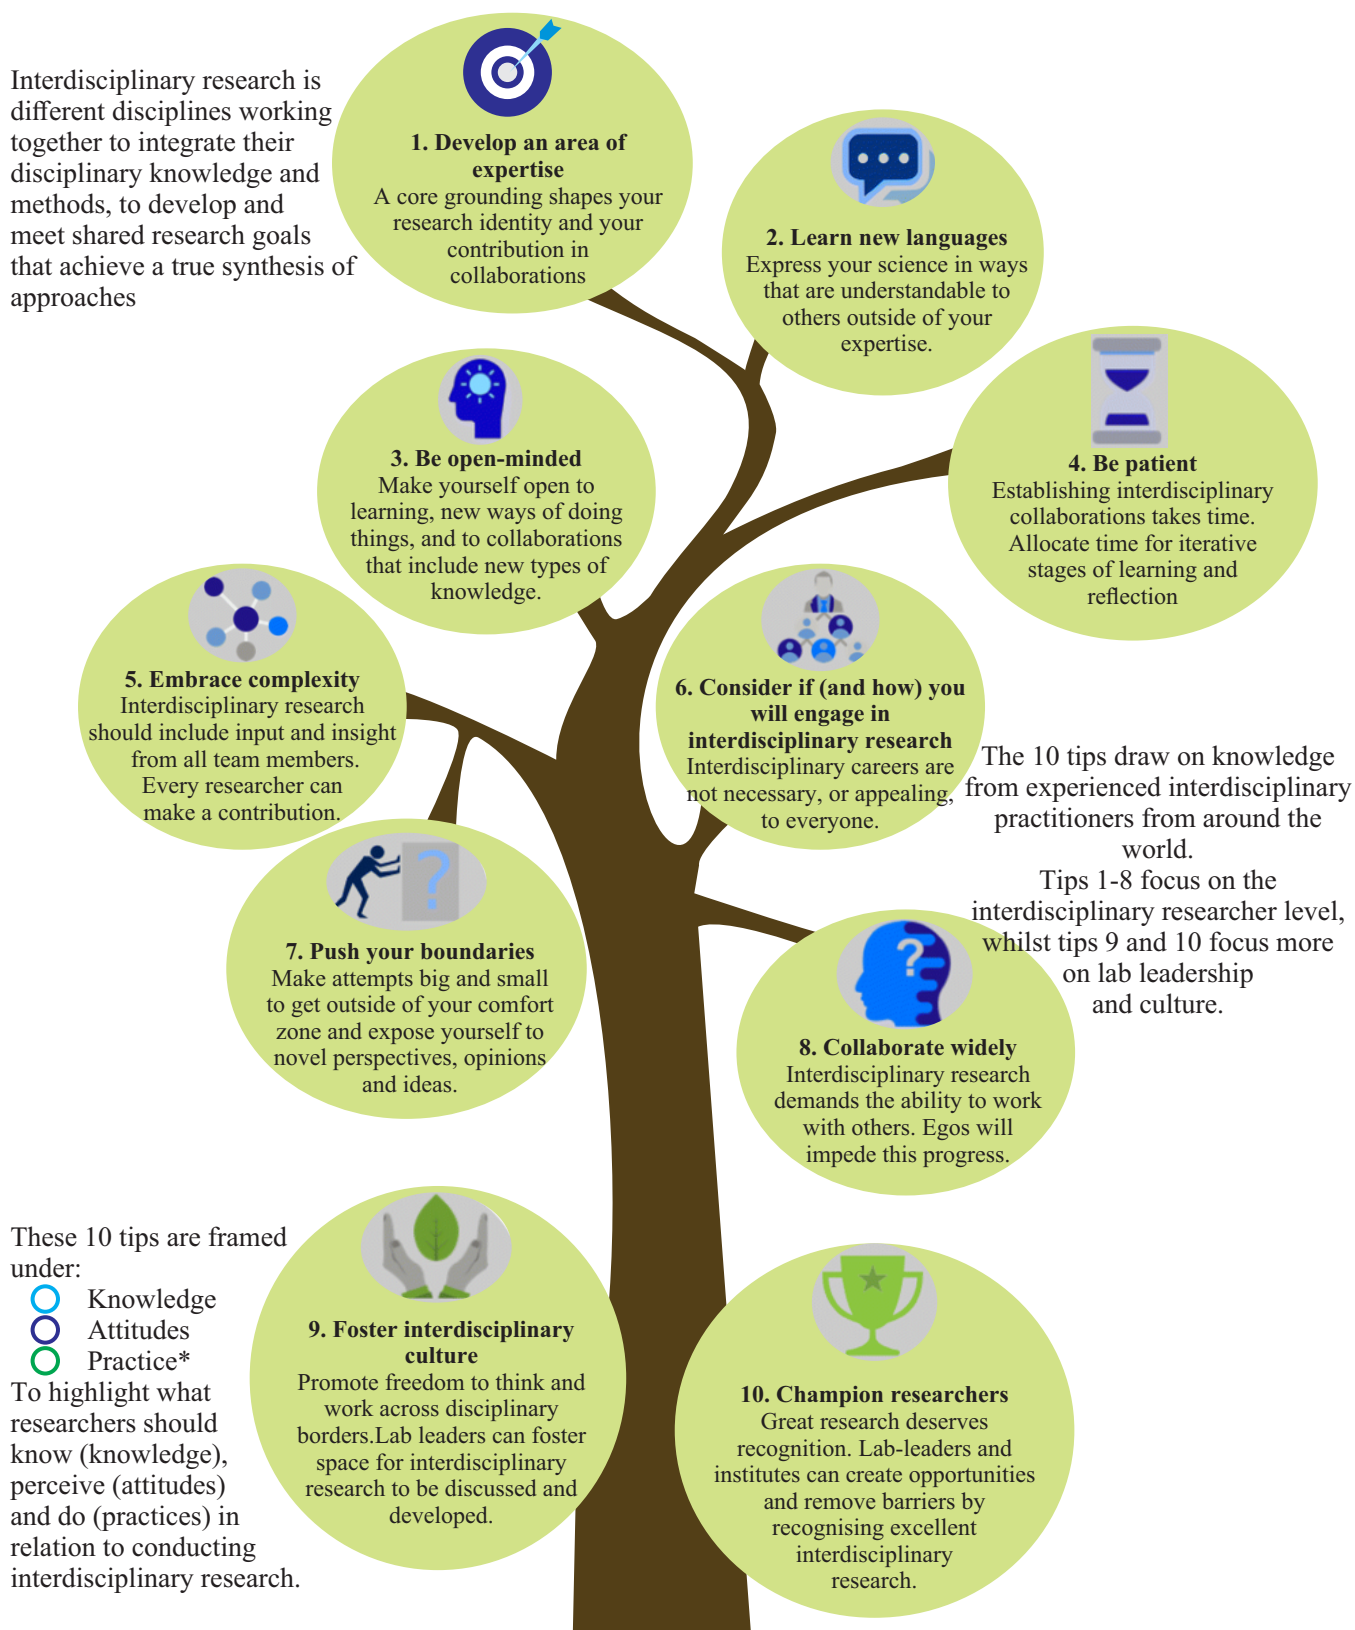 Interdisciplinary research is
different disciplines working
together to integrate their
disciplinary knowledge and
methods, to develop and
meet shared research goals
that achieve a true synthesis of
approaches
1. Develop an area of
expertise
A core grounding shapes your
research identity and your
contribution in
collaborations
2. Learn new languages
Express your science in ways
that are understandable to
others outside of your
expertise.
3. Be open-minded
Make yourself open to
learning, new ways of doing
things, and to collaborations
that include new types of
knowledge.
4. Be patient
Establishing interdisciplinary
collaborations takes time.
Allocate time for iterative
stages of learning and
reflection
5. Embrace complexity
Interdisciplinary research
should include input and insight
from all team members.
Every researcher can
make a contribution.
6. Consider if (and how) you
will engage in
interdisciplinary research
Interdisciplinary careers are
not necessary, or appealing,
to everyone.
The 10 tips draw on knowledge
from experienced interdisciplinary
practitioners from around the
world.
Tips 1-8 focus on the
interdisciplinary researcher level,
whilst tips 9 and 10 focus more
on lab leadership
and culture.
?
7. Push your boundaries
Make attempts big and small
to get outside of your comfort
zone and expose yourself to
novel perspectives, opinions
and ideas.
?
8. Collaborate widely
Interdisciplinary research
demands the ability to work
with others. Egos will
impede this progress.
These 10 tips are framed
under:
Knowledge
Attitudes
Practice*
To highlight what
researchers should
know (knowledge),
perceive (attitudes)
and do (practices) in
relation to conducting
interdisciplinary research.
9. Foster interdisciplinary
culture
Promote freedom to think and
work across disciplinary
borders.Lab leaders can foster
space for interdisciplinary
research to be discussed and
developed.
10. Champion researchers
Great research deserves
recognition. Lab-leaders and
institutes can create opportunities
and remove barriers by
recognising excellent
interdisciplinary
research.